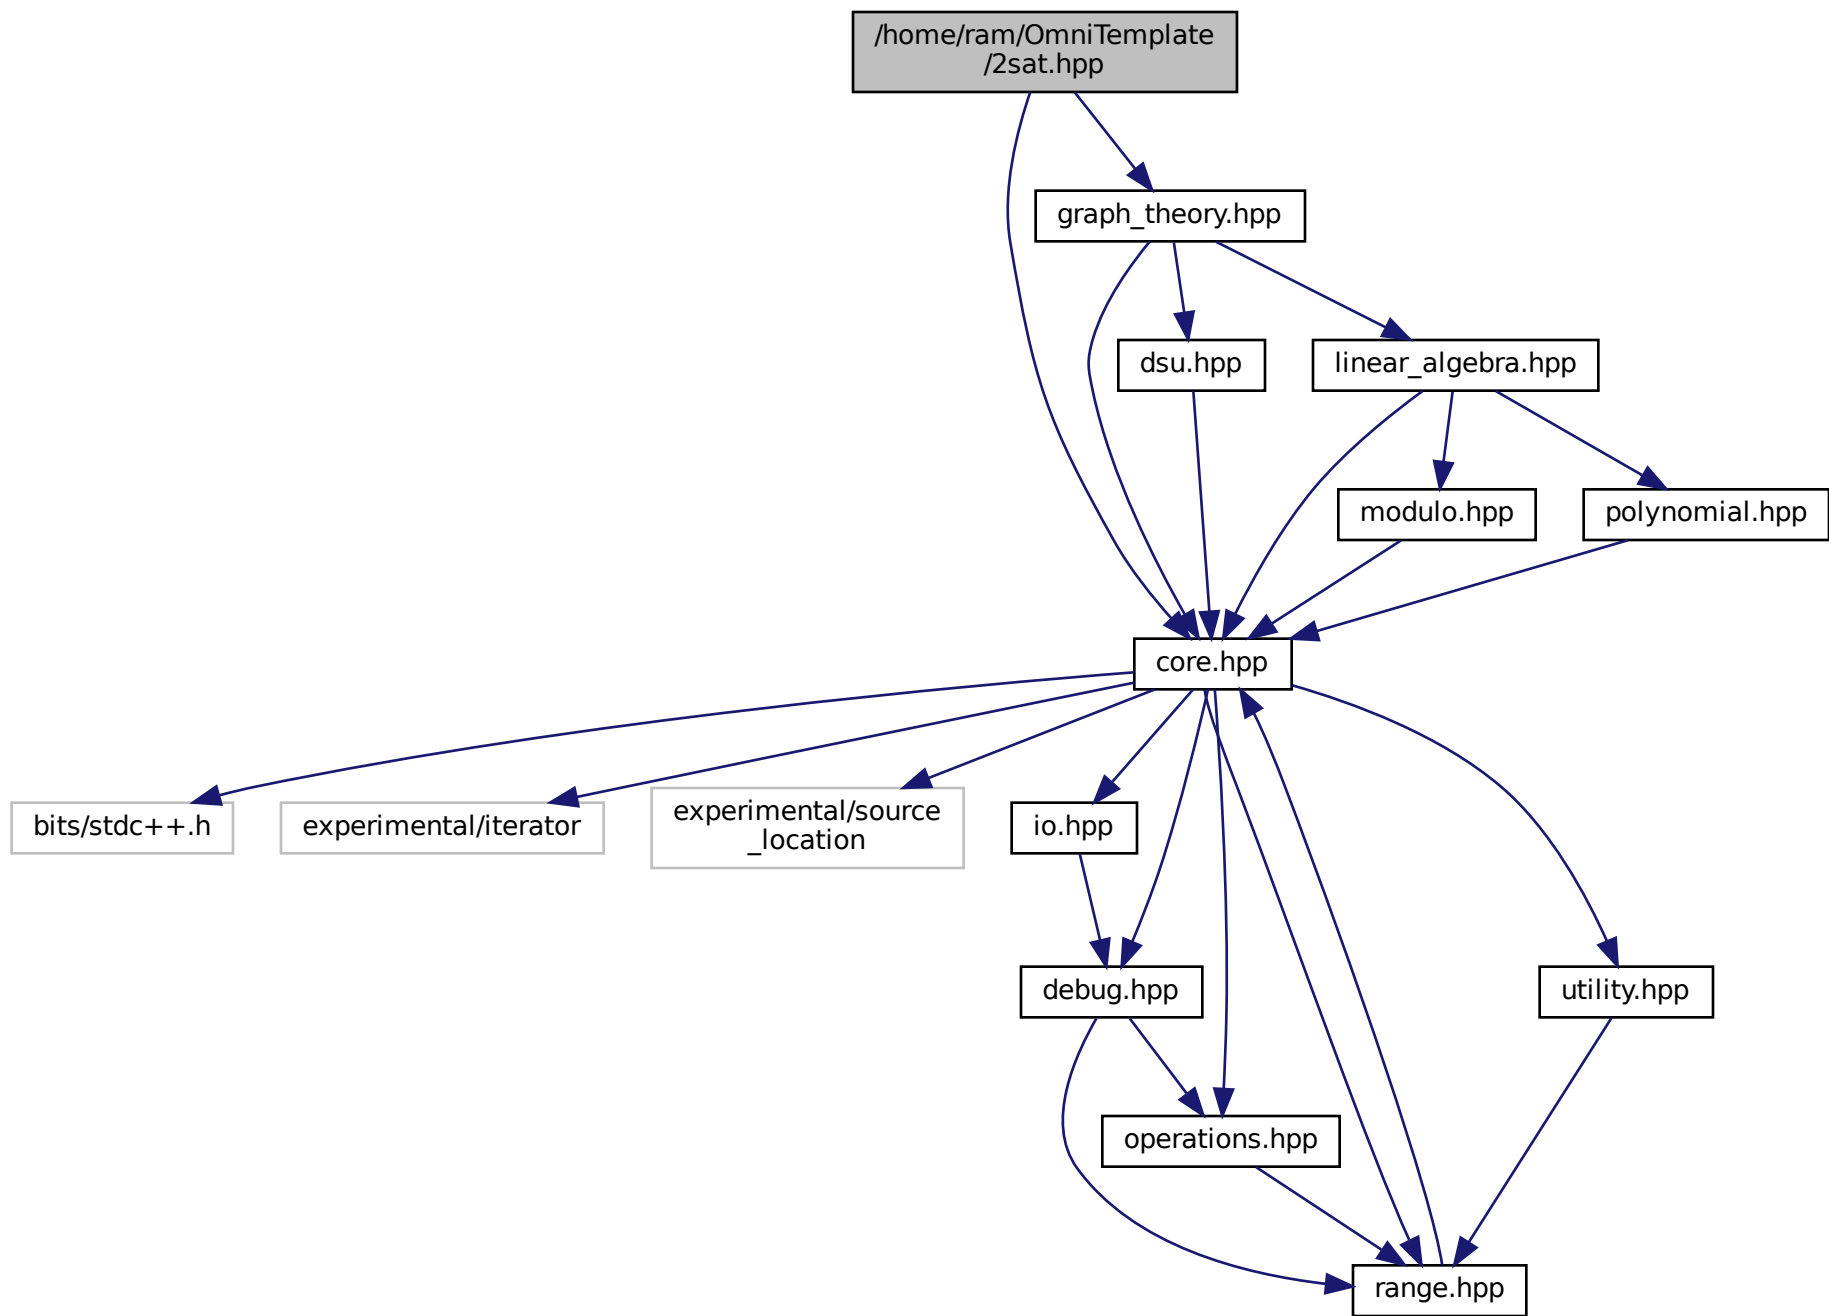 /home/ram/OmniTemplate
/2sat.hpp
graph_theory.hpp
dsu.hpp
linear_algebra.hpp
modulo.hpp
polynomial.hpp
core.hpp
bits/stdc++.h
experimental/iterator
experimental/source
_location
io.hpp
debug.hpp
utility.hpp
operations.hpp
range.hpp